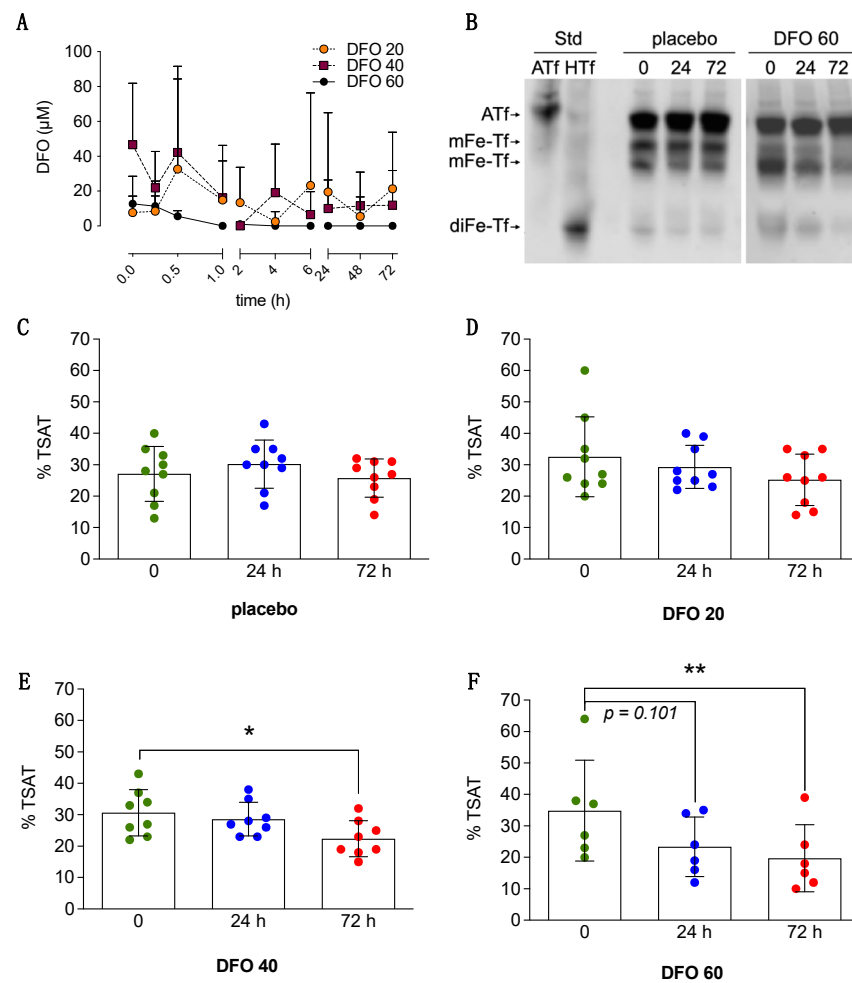 A
DFO 20
DFO 40
DFO 60
100
80
60
40
20
0
DFO (µM)
0.0
0.5
1.0
2
4
6
24
48
72
time (h)
B
Std
placebo
DFO 60
ATf HTf
0 24 72
0 24 72
ATf
mFe-Tf
mFe-Tf
diFe-Tf
C
70
60
50
40
30
20
10
0
% TSAT
0 24 h 72 h
placebo
D
70
60
50
40
30
20
10
0
% TSAT
0 24 h 72 h
DFO 20
E
70
60
50
40
30
20
10
0
% TSAT
*
0 24 h 72 h
DFO 40
F
70
60
50
40
30
20
10
0
% TSAT
**
p = 0.101
0 24 h 72 h
DFO 60